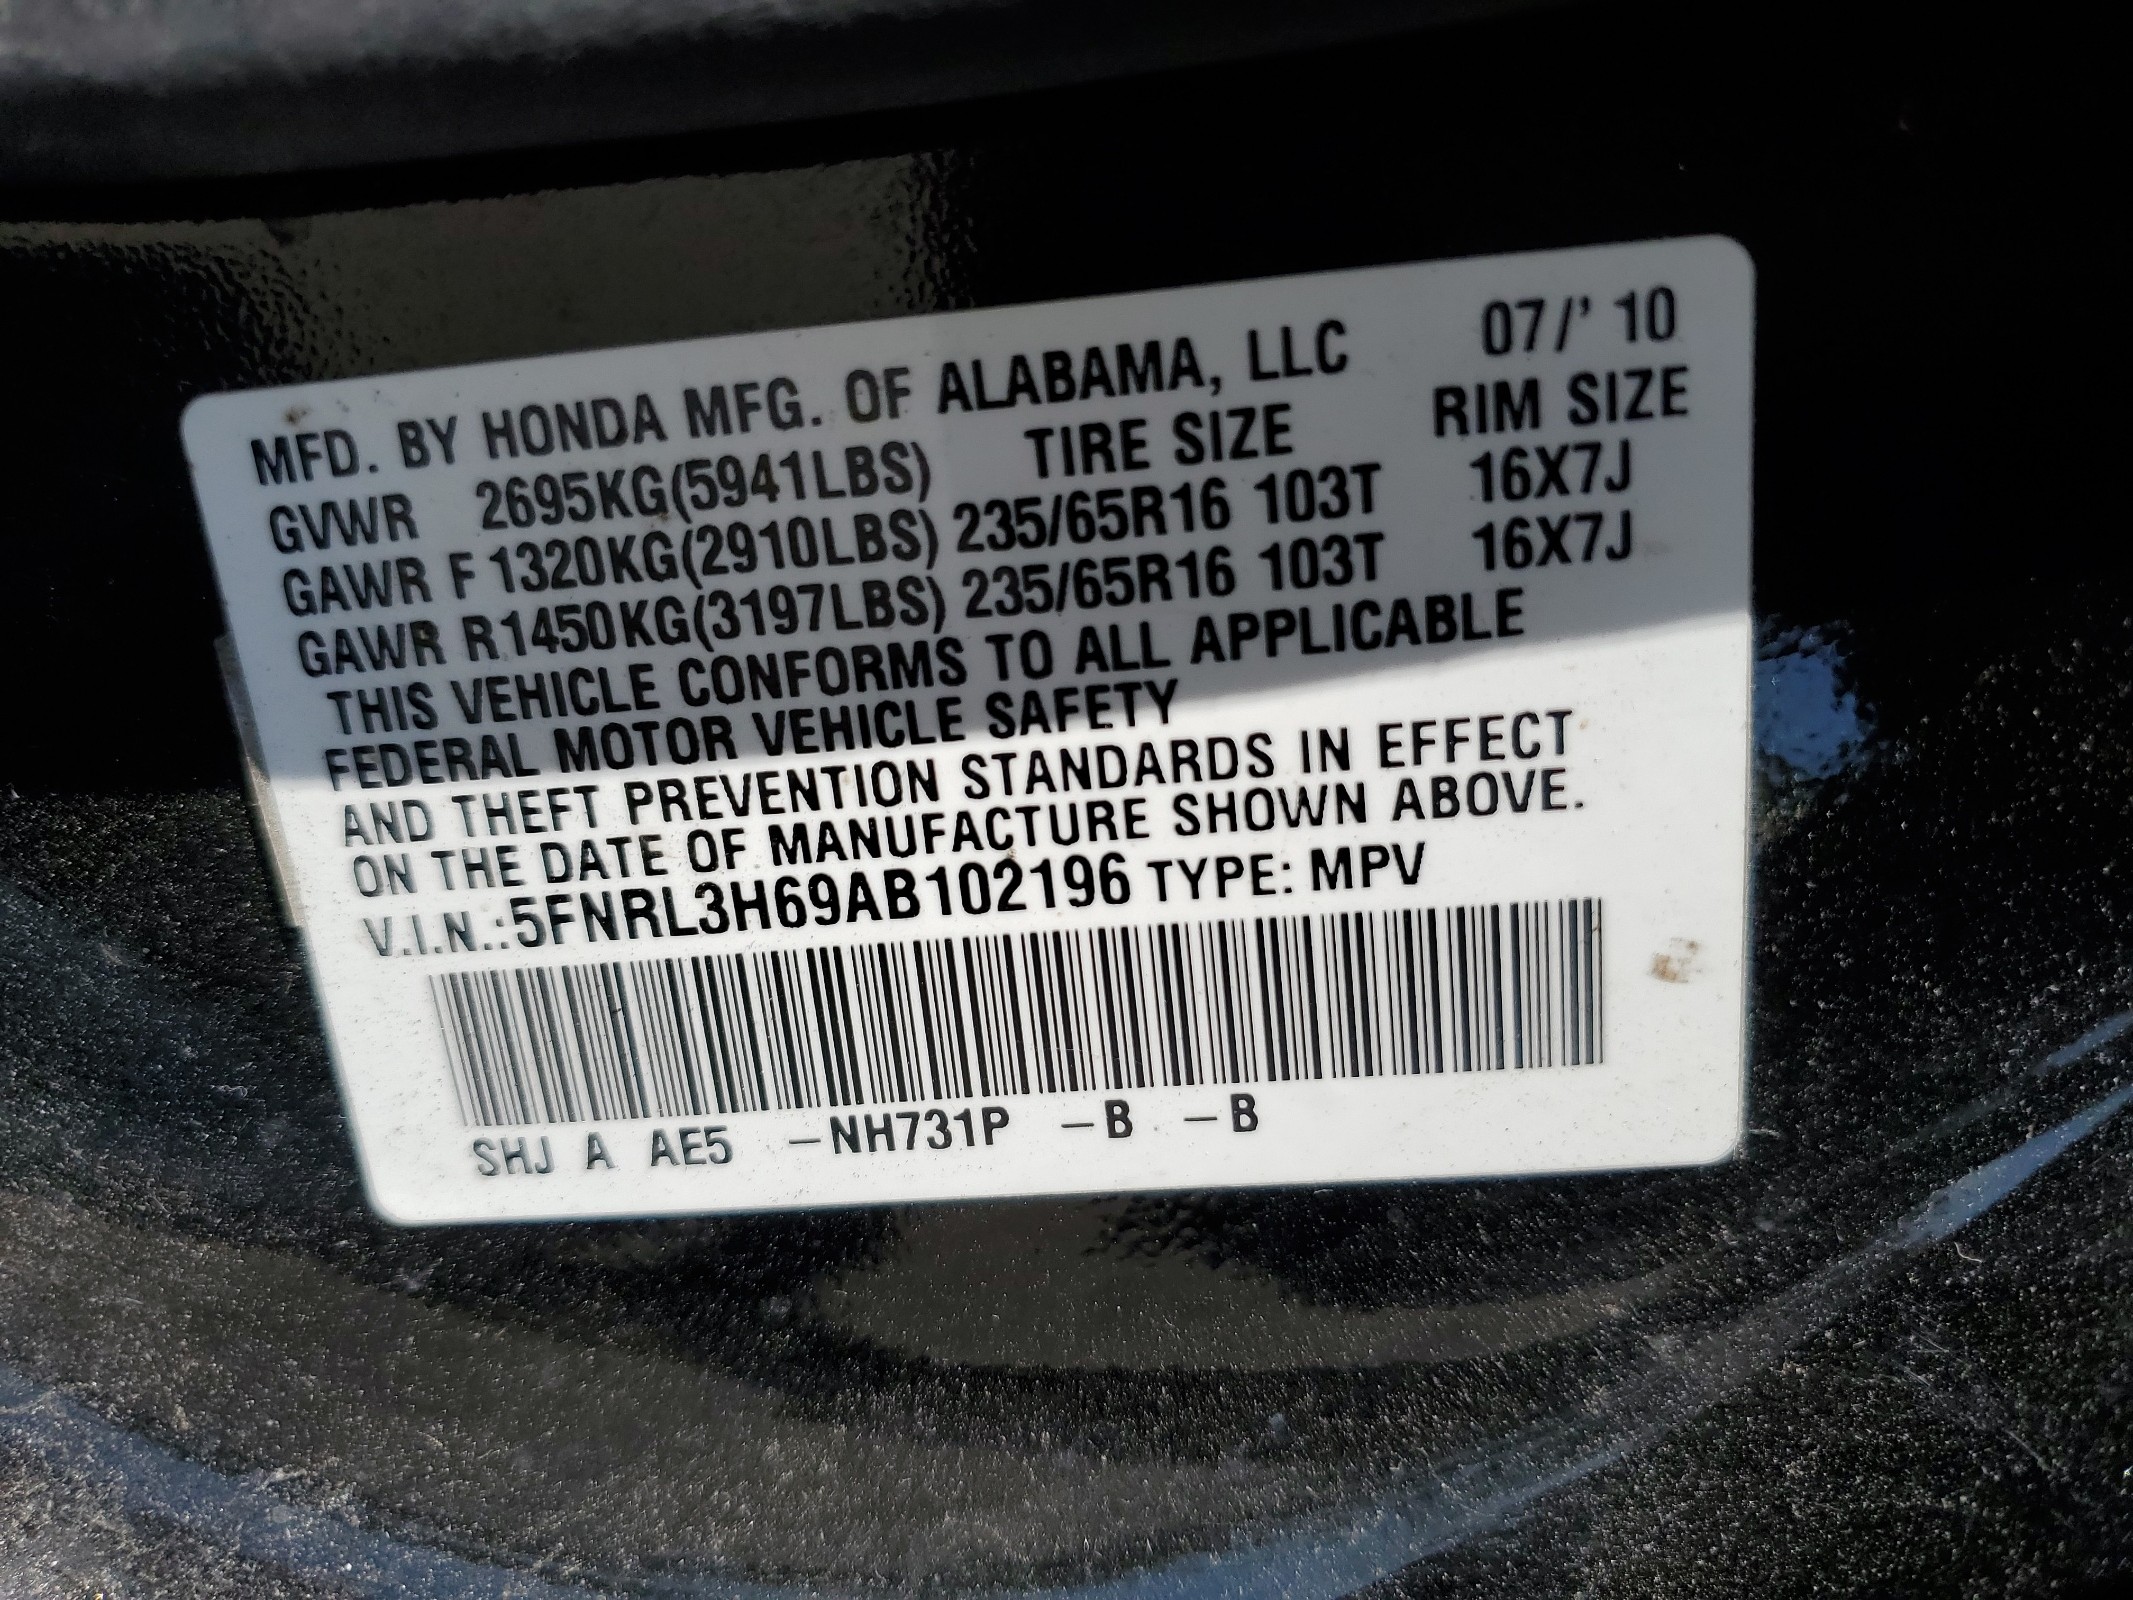 MFD. BY HONDA MFG. OF ALABAMA, LLC 07/' 10
GVWR 2695KG(5941LBS) TIRE SIZE RIM SIZE
GAWR F 1320KG(2910LBS) 235/65R16 103T 16X7J
GAWR R1450KG(3197LBS) 235/65R16 103T 16X7J
THIS VEHICLE CONFORMS TO ALL APPLICABLE
FEDERAL MOTOR VEHICLE SAFETY
AND THEFT PREVENTION STANDARDS IN EFFECT
ON THE DATE OF MANUFACTURE SHOWN ABOVE.
V.I.N.:5FNRL3H69AB102196 TYPE: MPV
SHJ A AE5 –NH731P –B –B